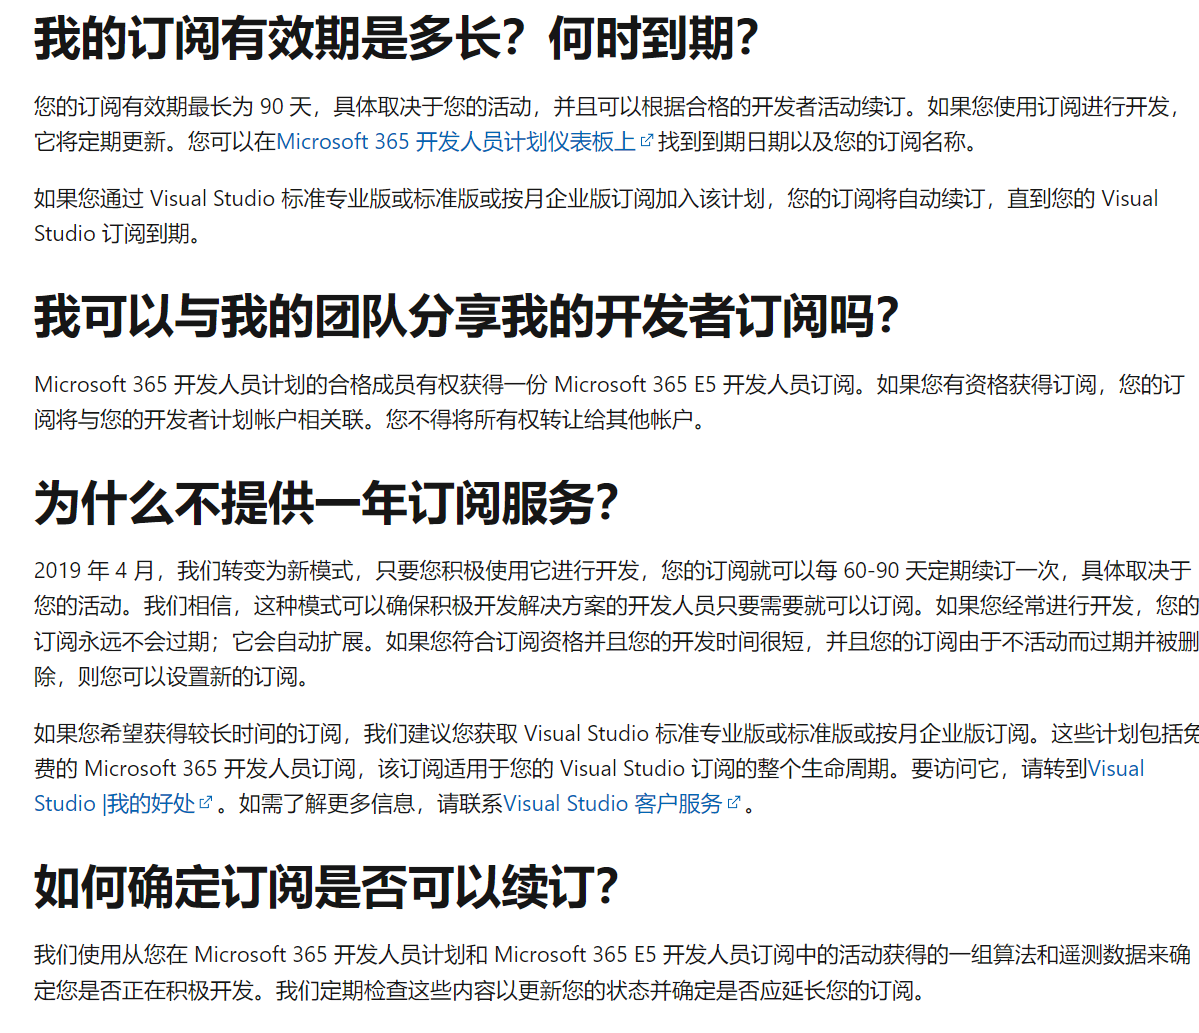 我的订阅有效期是多长？何时到期？
您的订阅有效期最长为 90 天，具体取决于您的活动，并且可以根据合格的开发者活动续订。如果您使用订阅进行开发，
它将定期更新。您可以在Microsoft 365 开发人员计划仪表板上找到到期日期以及您的订阅名称。
如果您通过 Visual Studio 标准专业版或标准版或按月企业版订阅加入该计划，您的订阅将自动续订，直到您的 Visual
Studio 订阅到期。
我可以与我的团队分享我的开发者订阅吗？
Microsoft 365 开发人员计划的合格成员有权获得一份 Microsoft 365 E5 开发人员订阅。如果您有资格获得订阅，您的订
阅将与您的开发者计划帐户相关联。您不得将所有权转让给其他帐户。
为什么不提供一年订阅服务？
2019 年 4 月，我们转变为新模式，只要您积极使用它进行开发，您的订阅就可以每 60-90 天定期续订一次，具体取决于
您的活动。我们相信，这种模式可以确保积极开发解决方案的开发人员只要需要就可以订阅。如果您经常进行开发，您的
订阅永远不会过期；它会自动扩展。如果您符合订阅资格并且您的开发时间很短，并且您的订阅由于不活动而过期并被删
除，则您可以设置新的订阅。
如果您希望获得较长时间的订阅，我们建议您获取 Visual Studio 标准专业版或标准版或按月企业版订阅。这些计划包括免
费的 Microsoft 365 开发人员订阅，该订阅适用于您的 Visual Studio 订阅的整个生命周期。要访问它，请转到Visual
Studio |我的好处。如需了解更多信息，请联系Visual Studio 客户服务。
如何确定订阅是否可以续订？
我们使用从您在 Microsoft 365 开发人员计划和 Microsoft 365 E5 开发人员订阅中的活动获得的一组算法和遥测数据来确
定您是否正在积极开发。我们定期检查这些内容以更新您的状态并确定是否应延长您的订阅。